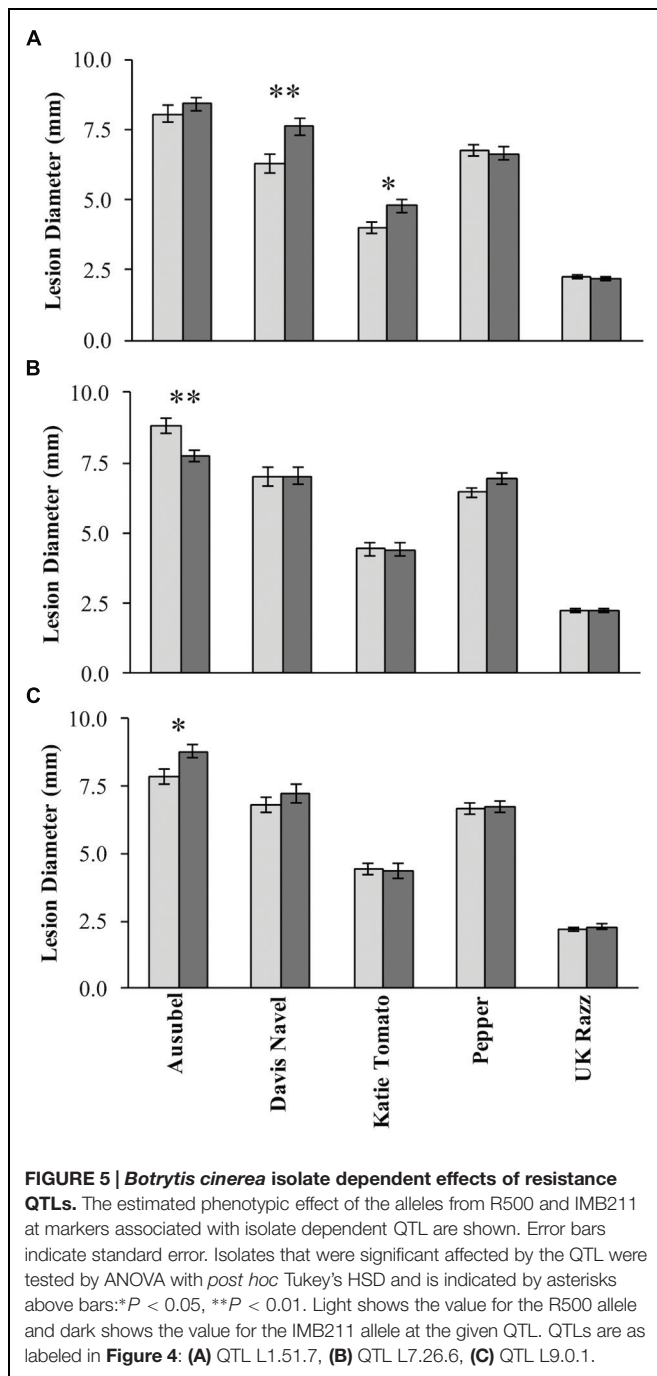 A
10.0
7.5
5.0
2.5
0.0
Lesion Diameter (mm)
**
*
B
10.0
7.5
5.0
2.5
0.0
Lesion Diameter (mm)
**
C
10.0
7.5
5.0
2.5
0.0
Lesion Diameter (mm)
*
Ausubel
Davis Navel
Katie Tomato
Pepper
UK Razz
FIGURE 5 | Botrytis cinerea isolate dependent effects of resistance
QTLs. The estimated phenotypic effect of the alleles from R500 and IMB211
at markers associated with isolate dependent QTL are shown. Error bars
indicate standard error. Isolates that were significant affected by the QTL were
tested by ANOVA with post hoc Tukey's HSD and is indicated by asterisks
above bars:*P < 0.05, **P < 0.01. Light shows the value for the R500 allele
and dark shows the value for the IMB211 allele at the given QTL. QTLs are as
labeled in Figure 4: (A) QTL L1.51.7, (B) QTL L7.26.6, (C) QTL L9.0.1.